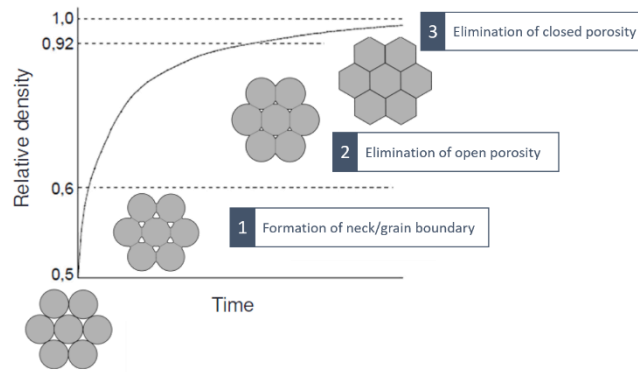 1.0
0,92
0,6
0,5
Relative density
Time
3 Elimination of closed porosity
2 Elimination of open porosity
1 Formation of neck/grain boundary